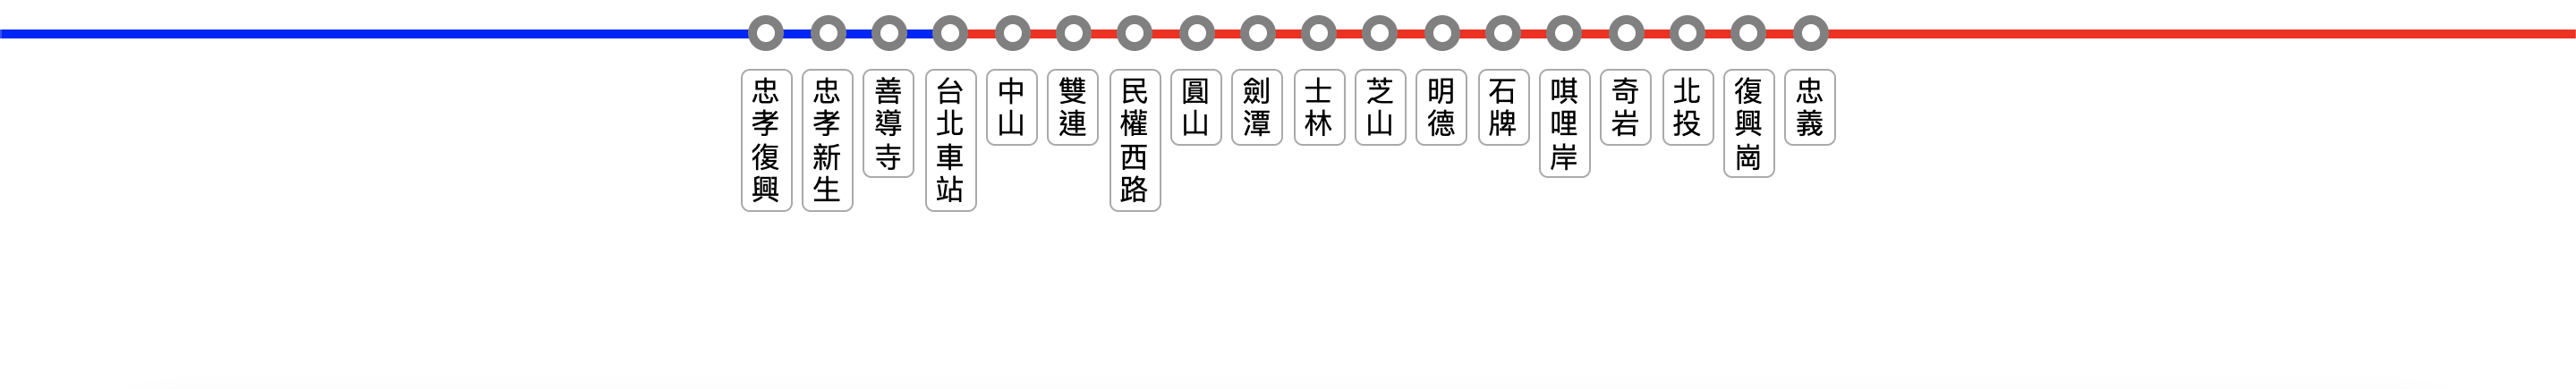 忠孝復興
忠孝新生
善導寺
台北車站
中山
雙連
民權西路
圓山
劍潭
士林
芝山
明德
石牌
唭哩岸
奇岩
北投
復興崗
忠義